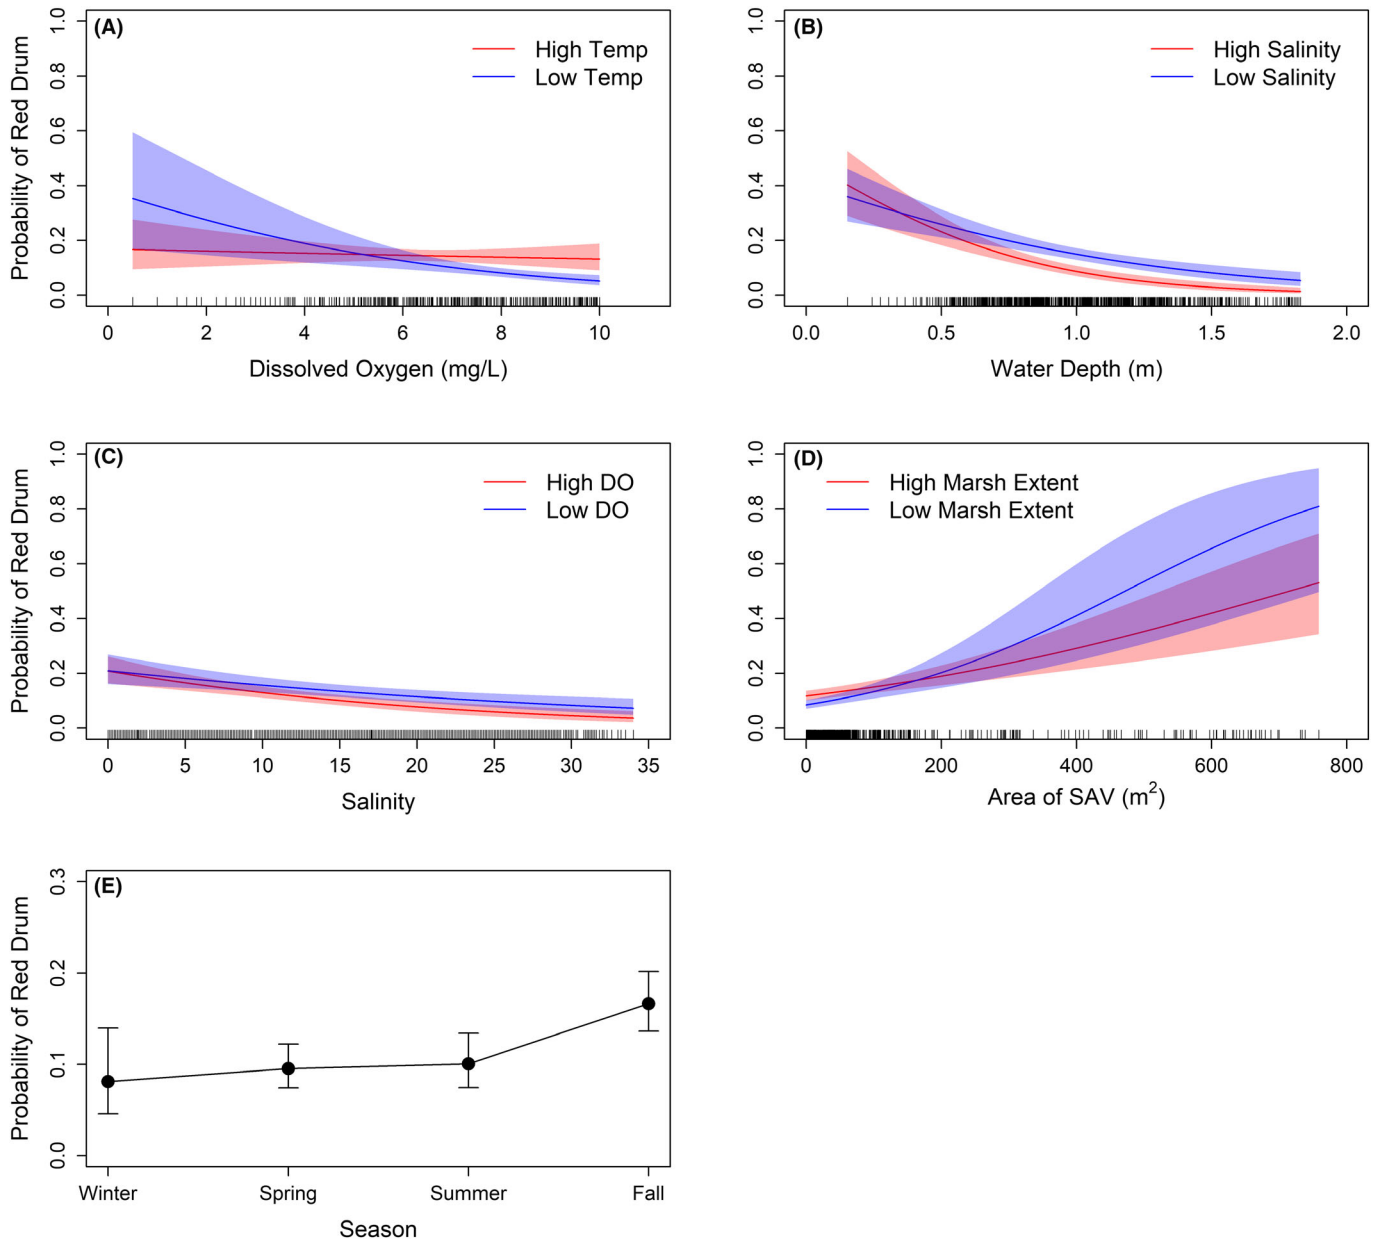 (A)
High Temp
Low Temp
Probability of Red Drum
1.0
0.8
0.6
0.4
0.2
0.0
0 2 4 6 8 10
Dissolved Oxygen (mg/L)
(B)
High Salinity
Low Salinity
1.0
0.8
0.6
0.4
0.2
0.0
0.0 0.5 1.0 1.5 2.0
Water Depth (m)
(C)
High DO
Low DO
Probability of Red Drum
1.0
0.8
0.6
0.4
0.2
0.0
0 5 10 15 20 25 30 35
Salinity
(D)
High Marsh Extent
Low Marsh Extent
1.0
0.8
0.6
0.4
0.2
0.0
0 200 400 600 800
Area of SAV (m²)
(E)
Probability of Red Drum
0.3
0.2
0.1
0.0
Winter Spring Summer Fall
Season